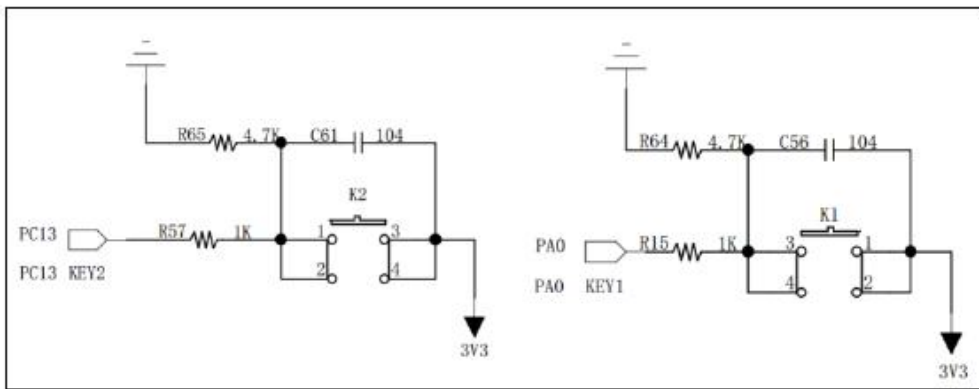 R65 4.7K C61 104
K2
PC13 R57 1K 1 3
PC13 KEY2 2 4
3V3
R64 4.7K C56 104
K1
PA0 R15 1K 3 1
PA0 KEY1 4 2
3V3